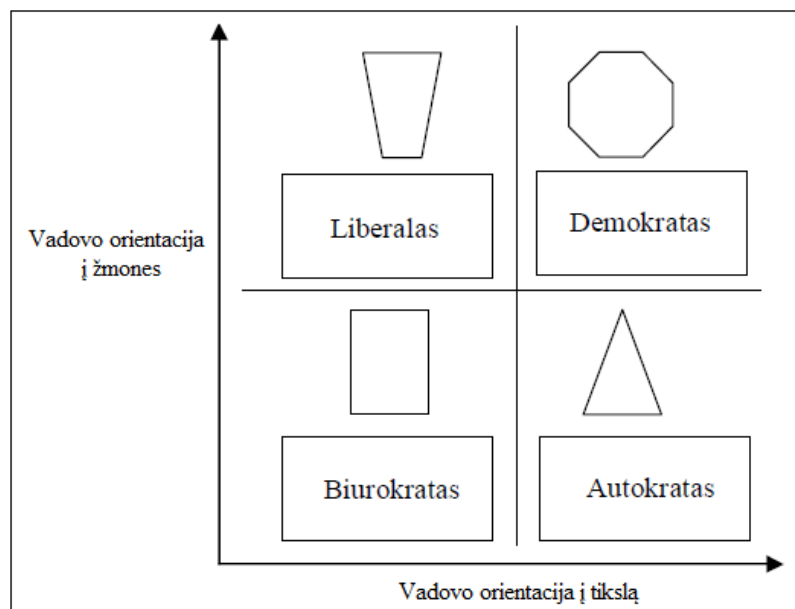 Liberalas
Demokratas
Vadovo orientacija
į žmones
Biurokratas
Autokratas
Vadovo orientacija į tikslą